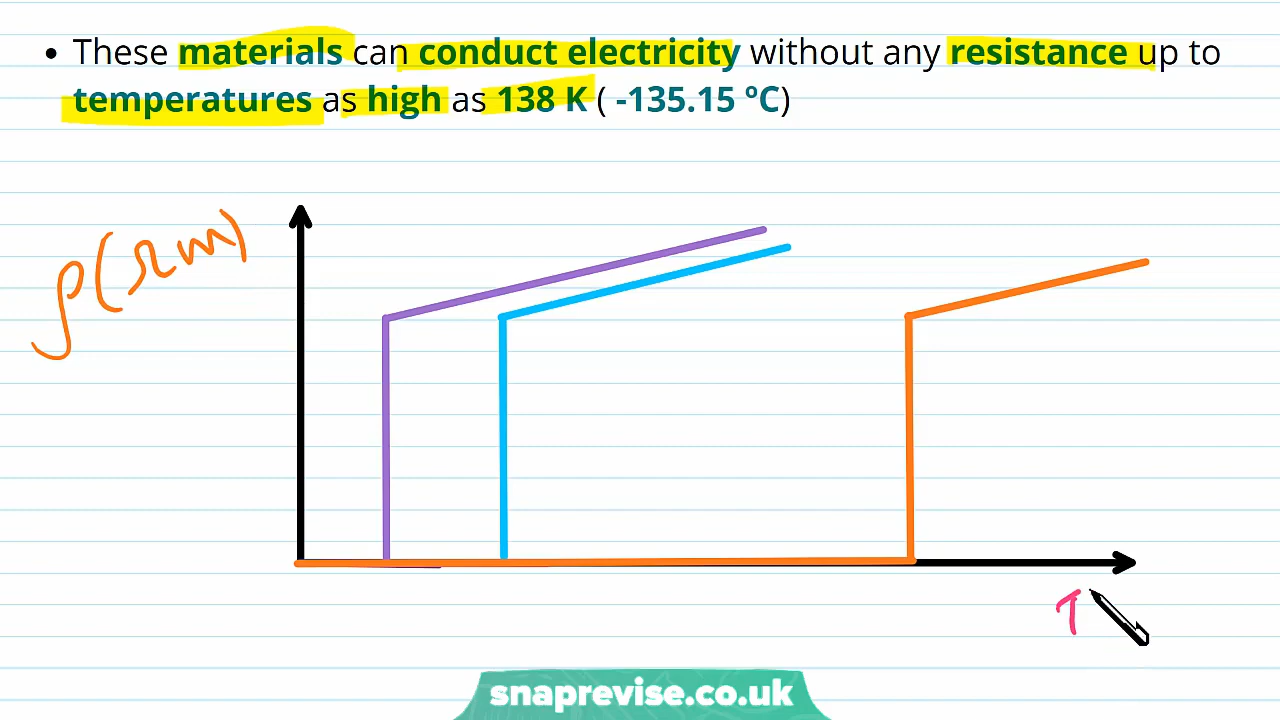 These materials can conduct electricity without any resistance up to
temperatures as high as 138 K ( -135.15 ºC)
ρ(Ωm)
T
snaprevise.co.uk